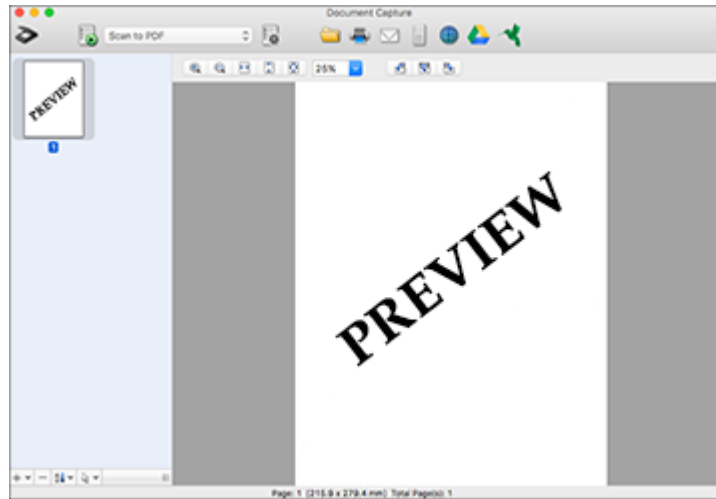 Document Capture
Scan to PDF
25%
PREVIEW
1
PREVIEW
Page: 1 (215.9 x 279.4 mm) Total Page(s): 1